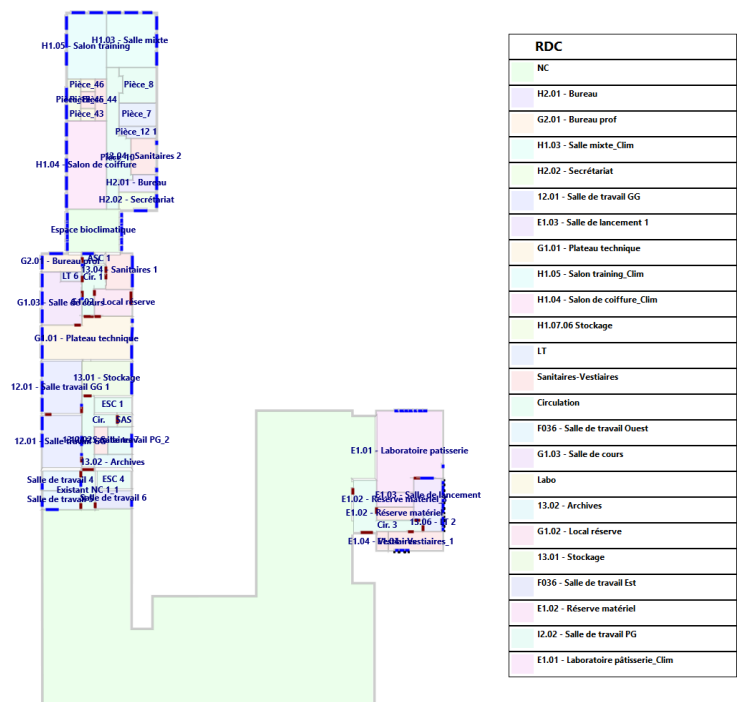 H1.03 - Salle mixte
H1.05 - Salon training
Pièce_46
Pièce_8
Pièce_44
Pièce_43
Pièce_7
Pièce_12 1
13.04 - Sanitaires 2
H1.04 - Salon de coiffure
H2.01 - Bureau
H2.02 - Secrétariat
Espace bioclimatique
ASC 1
G2.01 - Bureau prof
13.04 - Sanitaires 1
LT 6
Cir. 1
G1.03 - Salle de cours
G1.02 - Local réserve
G1.01 - Plateau technique
13.01 - Stockage
12.01 - Salle travail GG 1
ESC 1
Cir.
SAS
13.02 - Archives
Salle de travail 4
ESC 4
Existant NC 1_1
Salle de travail 6
E1.01 - Laboratoire patisserie
E1.03 - Salle de lancement
E1.02 - Réserve matériel
E1.02 - Réserve matériel
15.06 - LT 2
Cir. 3
E1.04 - Vestiaires_1
RDC
NC
H2.01 - Bureau
G2.01 - Bureau prof
H1.03 - Salle mixte_Clim
H2.02 - Secrétariat
12.01 - Salle de travail GG
E1.03 - Salle de lancement 1
G1.01 - Plateau technique
H1.05 - Salon training_Clim
H1.04 - Salon de coiffure_Clim
H1.07.06 Stockage
LT
Sanitaires-Vestiaires
Circulation
F036 - Salle de travail Ouest
G1.03 - Salle de cours
Labo
13.02 - Archives
G1.02 - Local réserve
13.01 - Stockage
F036 - Salle de travail Est
E1.02 - Réserve matériel
I2.02 - Salle de travail PG
E1.01 - Laboratoire pâtisserie_Clim